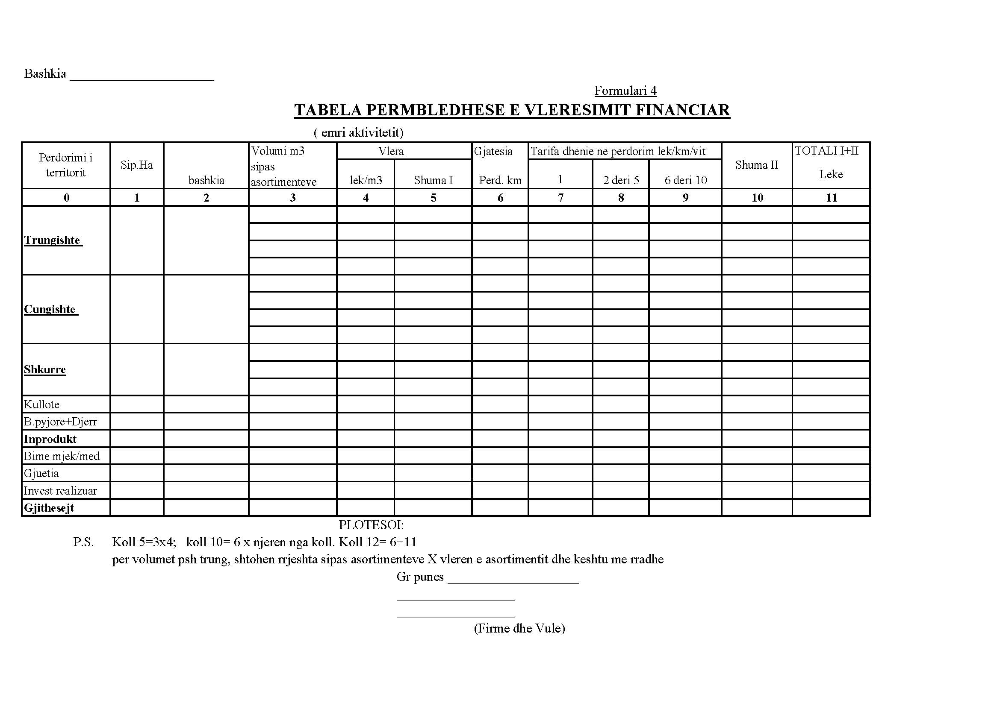 Bashkia ______________________
Formulari 4
TABELA PERMBLEDHESE E VLERESIMIT FINANCIAR
( emri aktivitetit)
Perdorimi i territorit Sip.Ha bashkia Volumi m3 sipas asortimenteve Vlera lek/m3 Shuma I Gjatesia Perd. km Tarifa dhenie ne perdorim lek/km/vit 1 2 deri 5 6 deri 10 Shuma II TOTALI I+II Leke
0 1 2 3 4 5 6 7 8 9 10 11
Trungishte
Cungishte
Shkurre
Kullote
B.pyjore+Djerr
Inprodukt
Bime mjek/med
Gjuetia
Invest realizuar
Gjithesejt
PLOTESOI:
P.S. Koll 5=3x4; koll 10= 6 x njeren nga koll. Koll 12= 6+11
per volumet psh trung, shtohen rrjeshta sipas asortimenteve X vleren e asortimentit dhe keshtu me rradhe
Gr punes ____________________
__________________
__________________
(Firme dhe Vule)